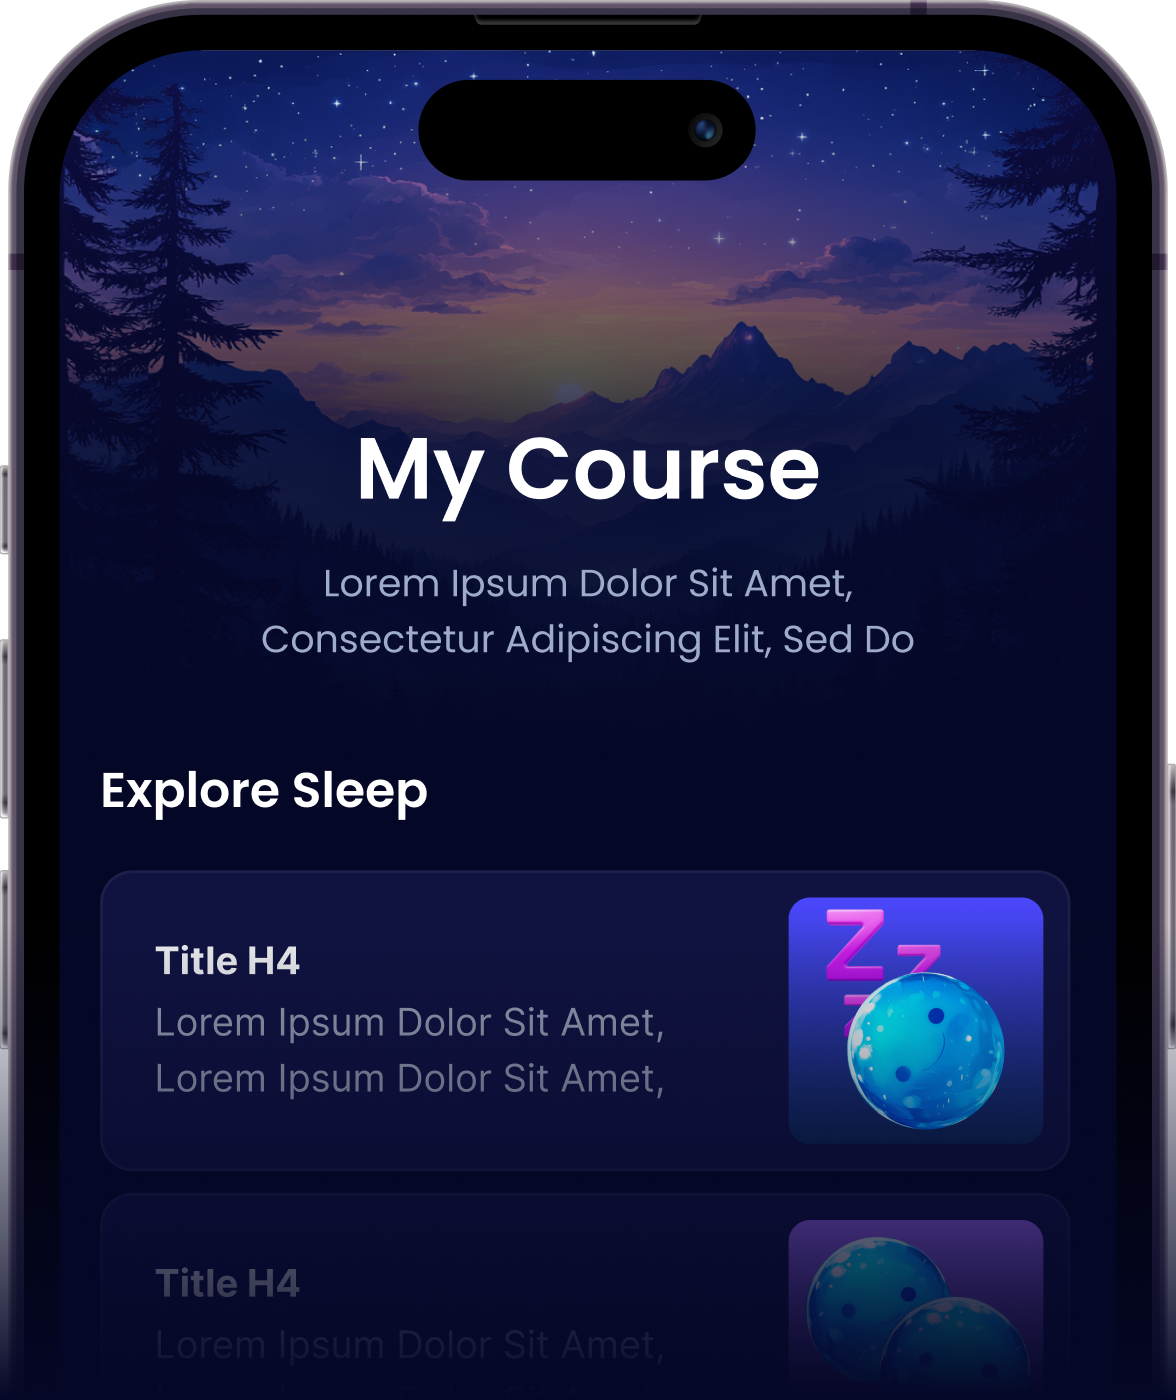 My Course
Lorem Ipsum Dolor Sit Amet,
Consectetur Adipiscing Elit, Sed Do
Explore Sleep
Title H4
Lorem Ipsum Dolor Sit Amet,
Lorem Ipsum Dolor Sit Amet,
Z z
Title H4
Lorem Ipsum Dolor Sit Amet,